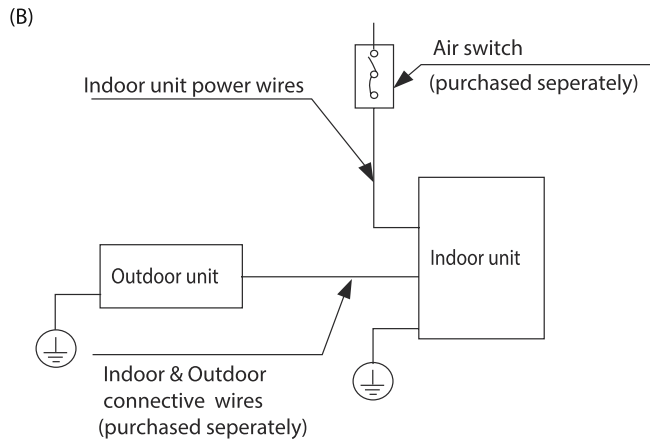 (B)
Air switch
(purchased seperately)
Indoor unit power wires
Indoor unit
Outdoor unit
Indoor & Outdoor
connective wires
(purchased seperately)